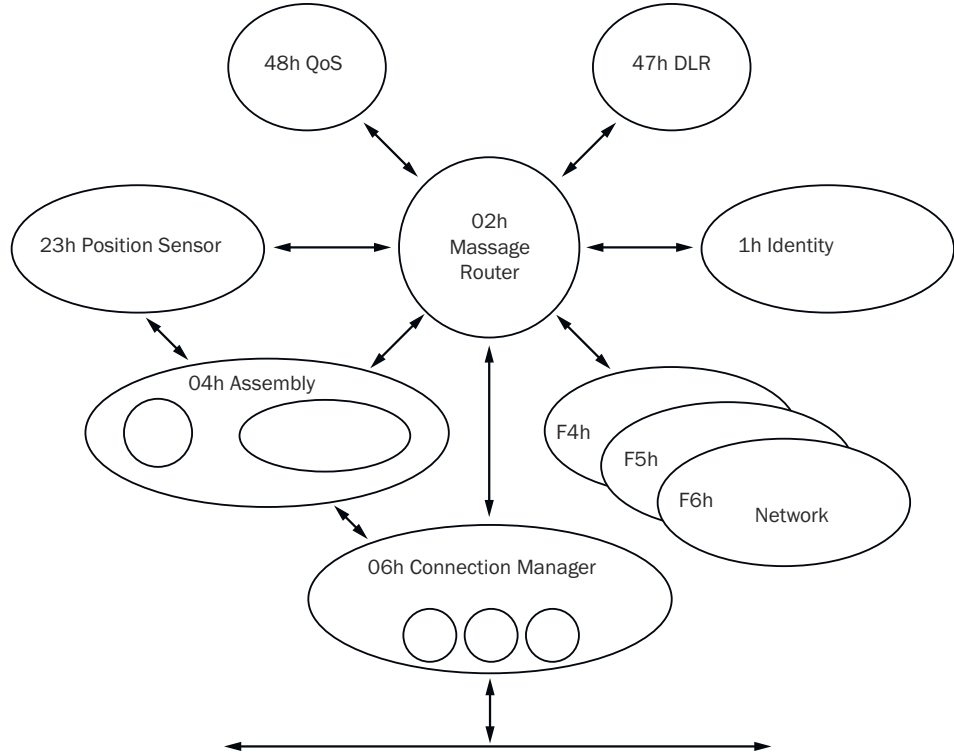 48h QoS
47h DLR
02h
Massage
Router
23h Position Sensor
1h Identity
04h Assembly
F4h
F5h
F6h
Network
06h Connection Manager